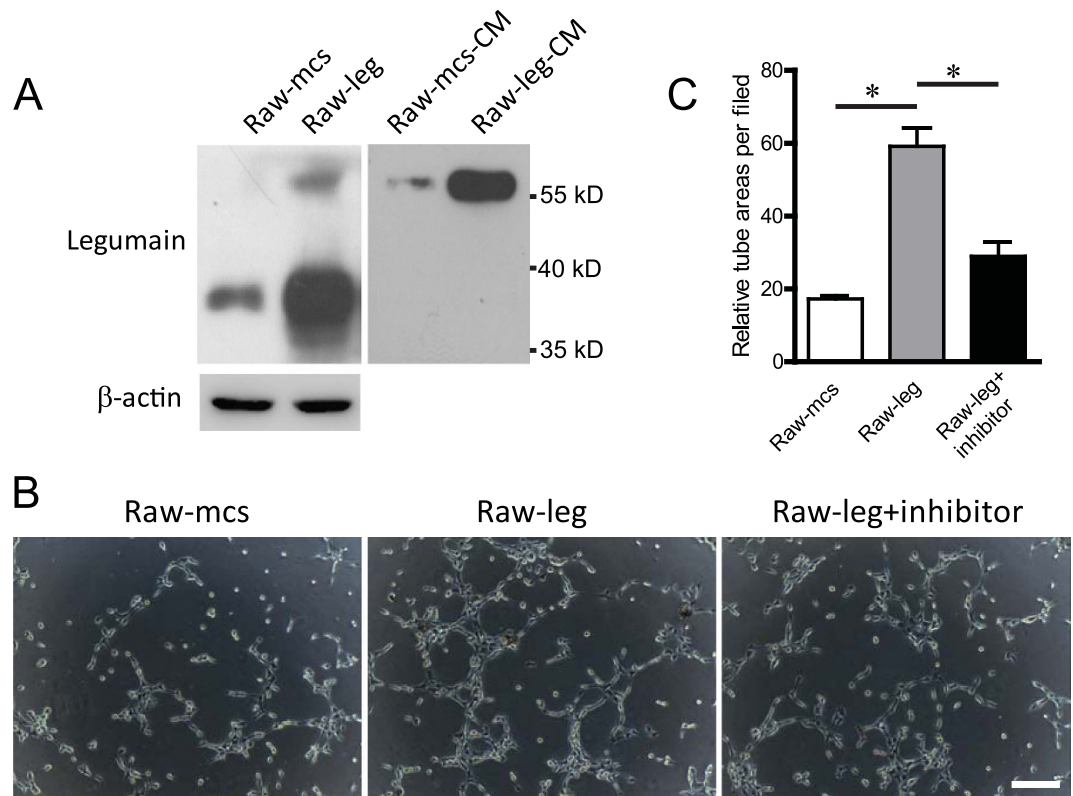 A
Raw-mcs
Raw-leg
Raw-mcs-CM
Raw-leg-CM
Legumain
55 kD
40 kD
35 kD
β-actin
C
Relative tube areas per filed
80
60
40
20
0
*
*
Raw-mcs
Raw-leg
Raw-leg+
inhibitor
B
Raw-mcs
Raw-leg
Raw-leg+inhibitor